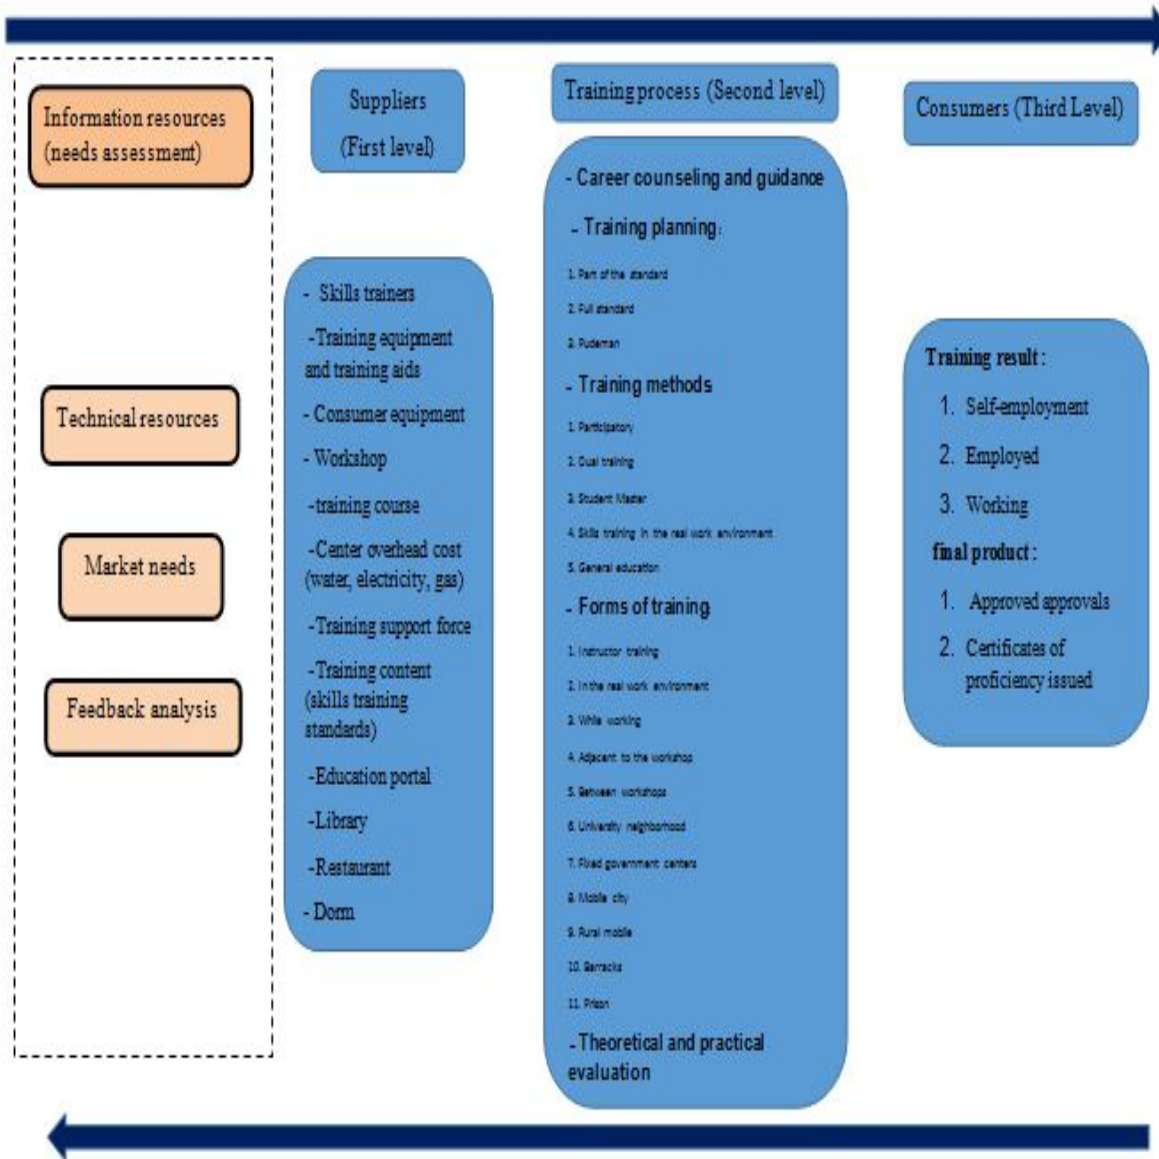 Information resources
(needs assessment)
Technical resources
Market needs
Feedback analysis
Suppliers
(First level)
- Skills trainers
-Training equipment
and training aids
- Consumer equipment
- Workshop
-training course
-Center overhead cost
(water, electricity, gas)
-Training support force
-Training content
(skills training
standards)
-Education portal
-Library
-Restaurant
- Dorm
Training process (Second level)
- Career counseling and guidance
- Training planning:
1. Part of the standard
2. Full standard
3. Pudeman
- Training methods
1. Participatory
2. Dual training
3. Student Master
4. Skills training in the real work environment
5. General education
- Forms of training
1. Instructor training
2. In the real work environment
3. While working
4. Adjacent to the workshop
5. Between workshops
6. University neighborhood
7. Fixed government centers
8. Mobile city
9. Rural mobile
10. Barracks
11. Prison
-Theoretical and practical
evaluation
Consumers (Third Level)
Training result :
1. Self-employment
2. Employed
3. Working
final product :
1. Approved approvals
2. Certificates of
proficiency issued